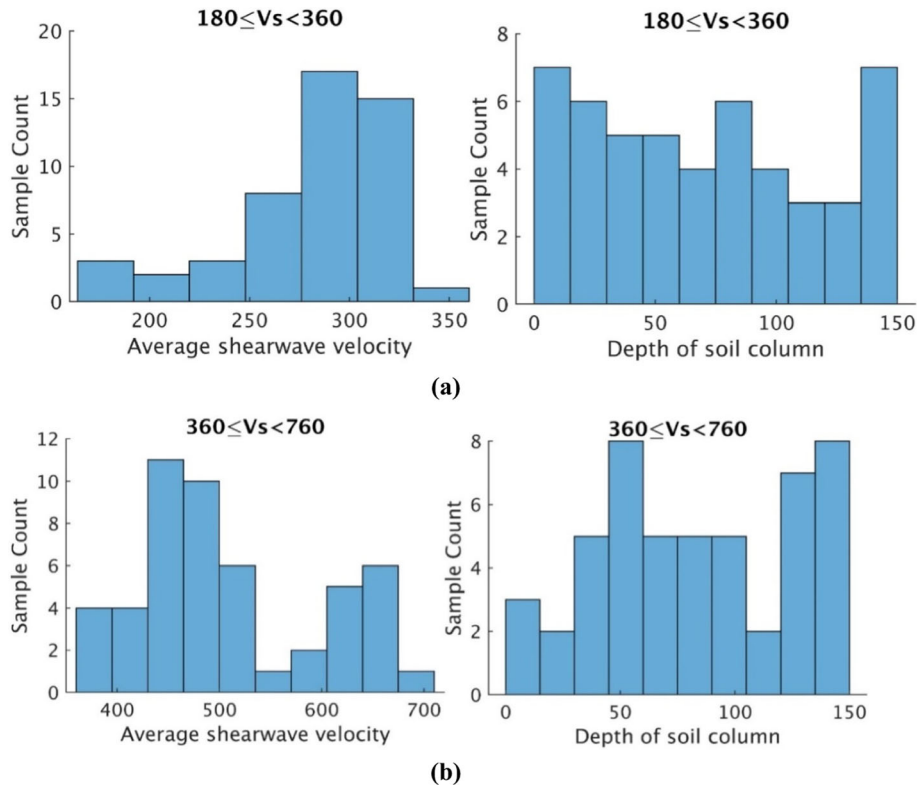 180≤Vs<360
20
15
10
5
0
Sample Count
200 250 300 350
Average shearwave velocity
180≤Vs<360
8
6
4
2
0
Sample Count
0 50 100 150
Depth of soil column
(a)
360≤Vs<760
12
10
8
6
4
2
0
Sample Count
400 500 600 700
Average shearwave velocity
360≤Vs<760
8
6
4
2
0
Sample Count
0 50 100 150
Depth of soil column
(b)